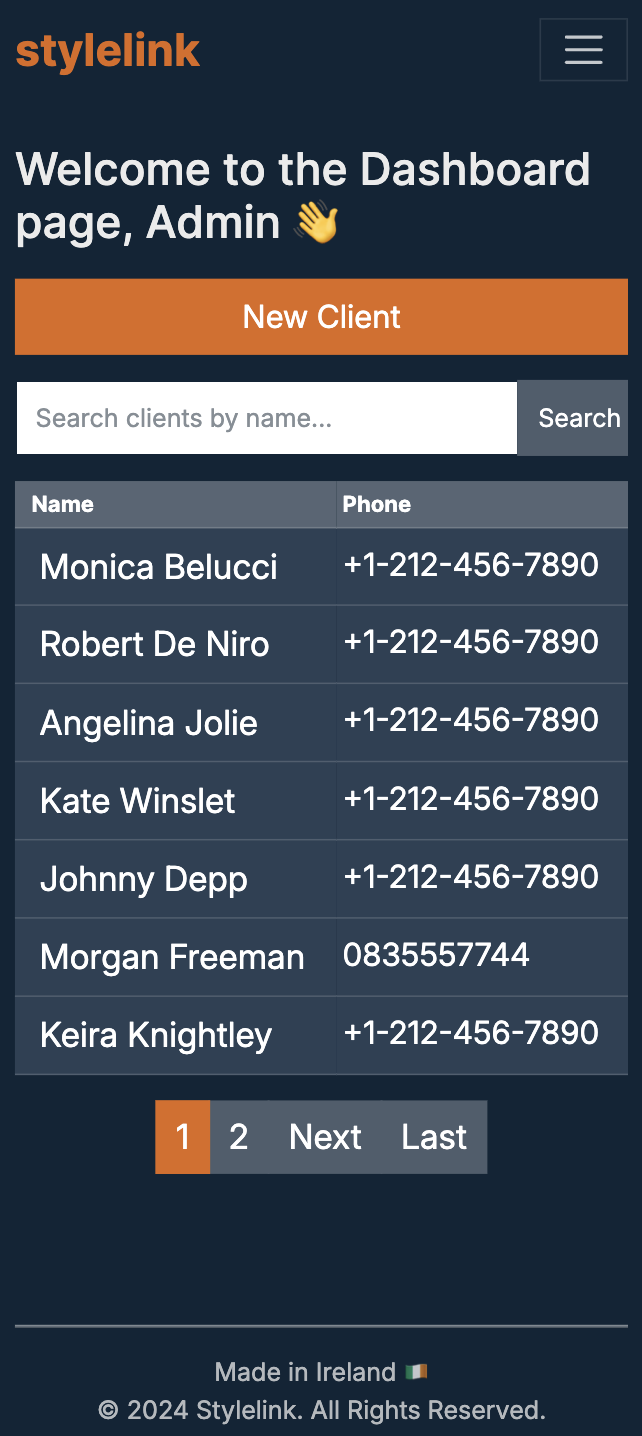 stylelink
Welcome to the Dashboard
page, Admin 👋
New Client
Search clients by name... Search
Name Phone
Monica Belucci +1-212-456-7890
Robert De Niro +1-212-456-7890
Angelina Jolie +1-212-456-7890
Kate Winslet +1-212-456-7890
Johnny Depp +1-212-456-7890
Morgan Freeman 0835557744
Keira Knightley +1-212-456-7890
1 2 Next Last
Made in Ireland 🇮🇪
© 2024 Stylelink. All Rights Reserved.